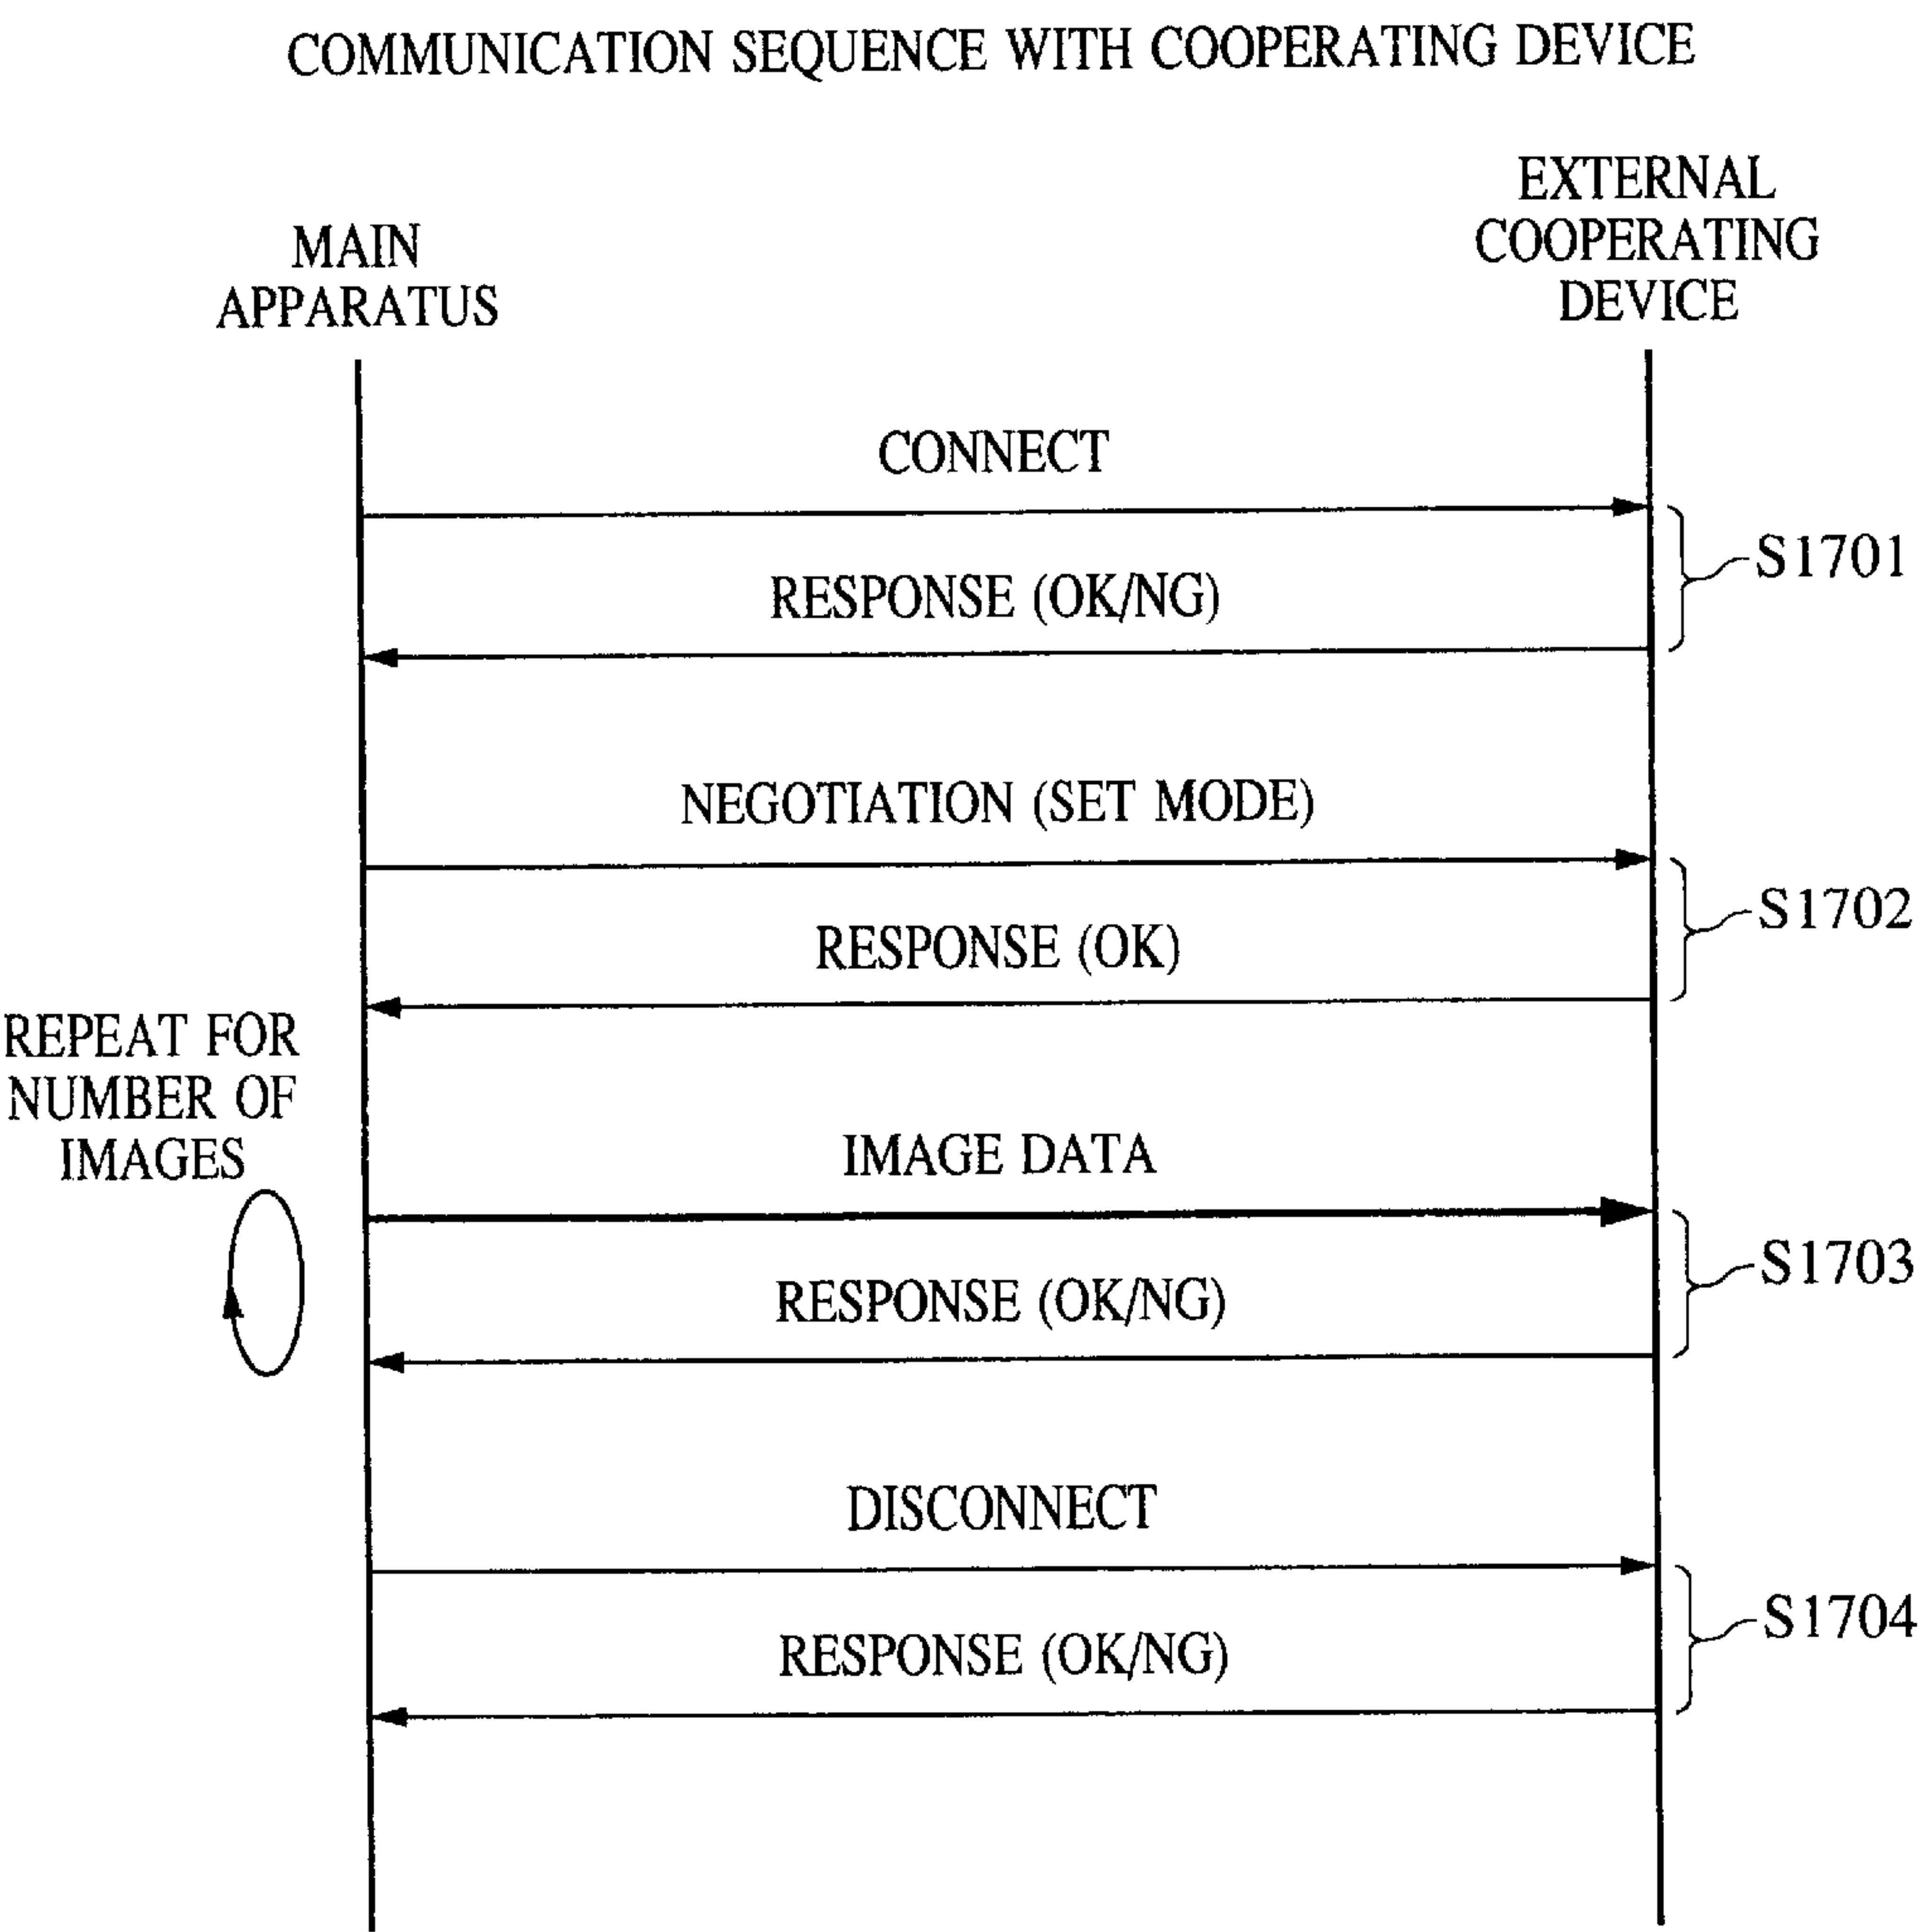 COMMUNICATION SEQUENCE WITH COOPERATING DEVICE
MAIN
APPARATUS
EXTERNAL
COOPERATING
DEVICE
CONNECT
RESPONSE (OK/NG)
S1701
NEGOTIATION (SET MODE)
RESPONSE (OK)
S1702
REPEAT FOR
NUMBER OF
IMAGES
IMAGE DATA
RESPONSE (OK/NG)
S1703
DISCONNECT
RESPONSE (OK/NG)
S1704